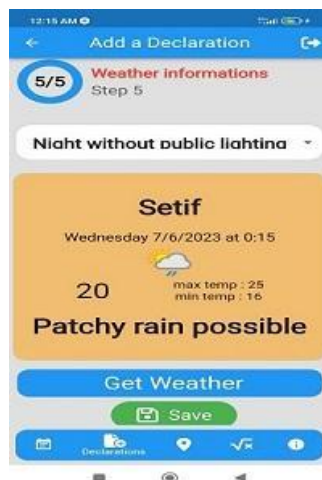 12:15 AM
Add a Declaration
5/5
Weather informations
Step 5
Night without public lighting
Setif
Wednesday 7/6/2023 at 0:15
20
max temp : 25
min temp : 16
Patchy rain possible
Get Weather
Save
Declarations